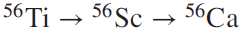 ⁵⁶Ti → ⁵⁶Sc → ⁵⁶Ca